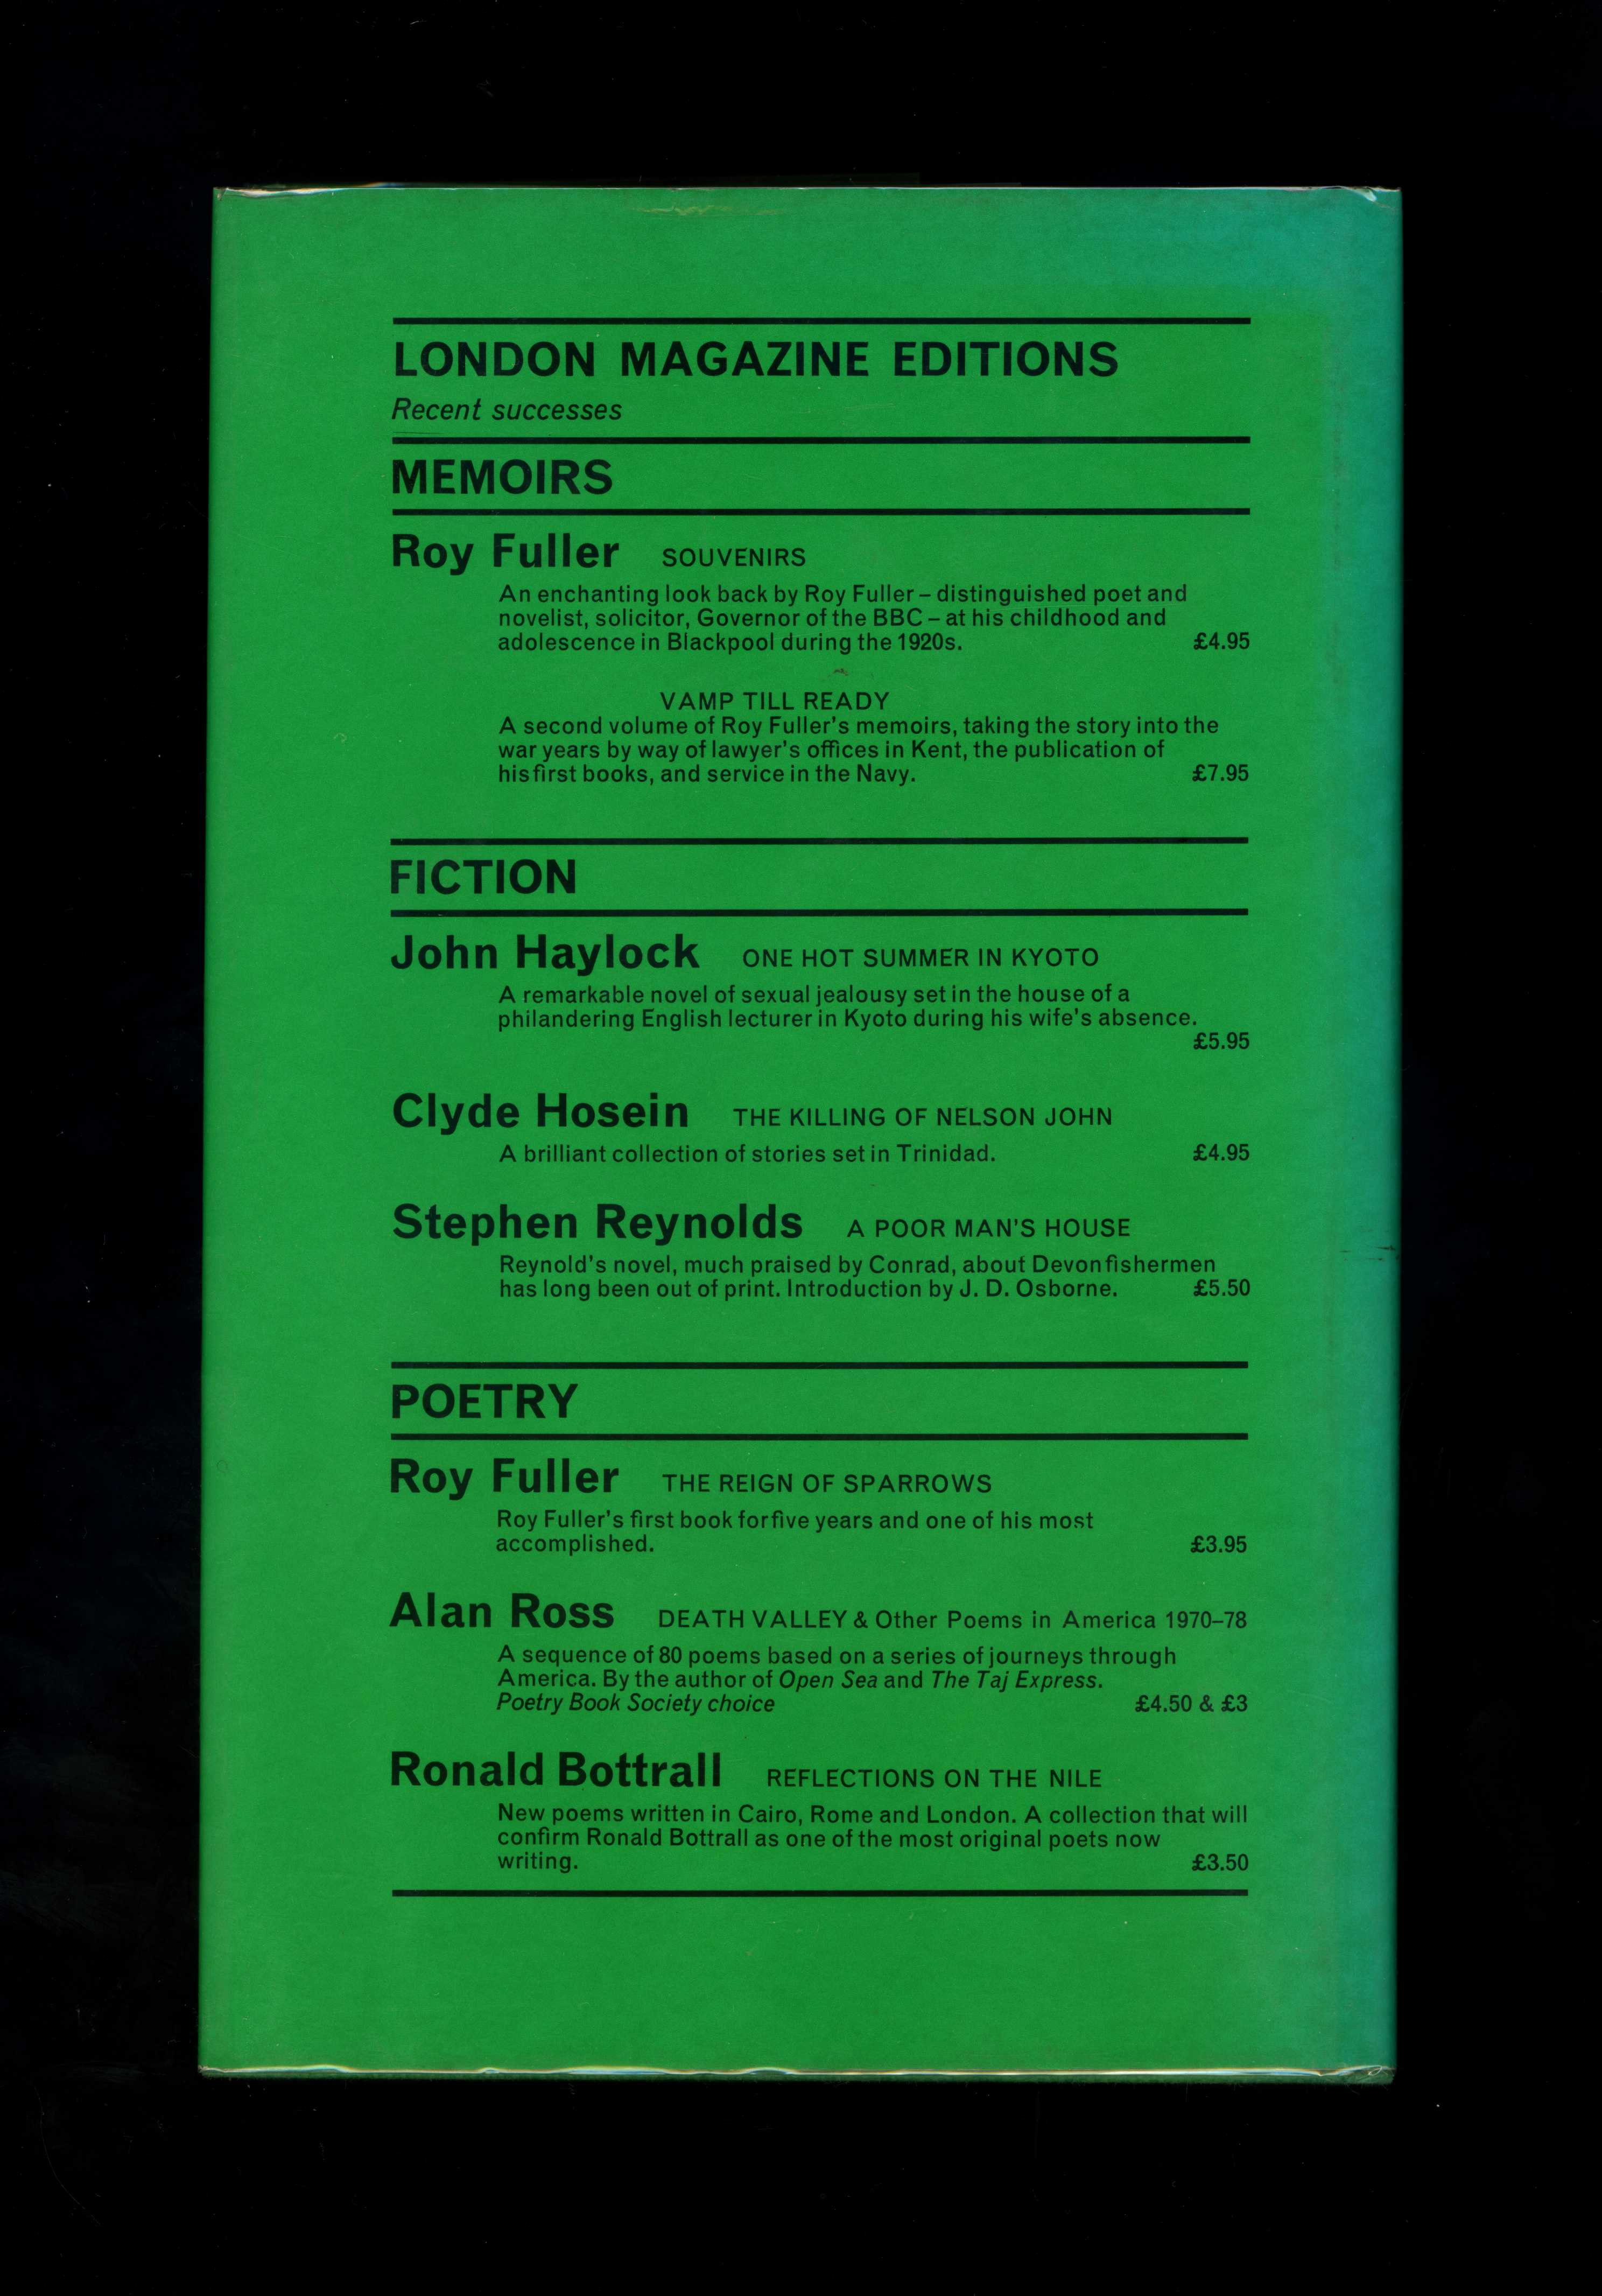 LONDON MAGAZINE EDITIONS
Recent successes
MEMOIRS
Roy Fuller SOUVENIRS
An enchanting look back by Roy Fuller – distinguished poet and
novelist, solicitor, Governor of the BBC – at his childhood and
adolescence in Blackpool during the 1920s. £4.95
VAMP TILL READY
A second volume of Roy Fuller's memoirs, taking the story into the
war years by way of lawyer's offices in Kent, the publication of
his first books, and service in the Navy. £7.95
FICTION
John Haylock ONE HOT SUMMER IN KYOTO
A remarkable novel of sexual jealousy set in the house of a
philandering English lecturer in Kyoto during his wife's absence.
£5.95
Clyde Hosein THE KILLING OF NELSON JOHN
A brilliant collection of stories set in Trinidad. £4.95
Stephen Reynolds A POOR MAN'S HOUSE
Reynold's novel, much praised by Conrad, about Devon fishermen
has long been out of print. Introduction by J. D. Osborne. £5.50
POETRY
Roy Fuller THE REIGN OF SPARROWS
Roy Fuller's first book for five years and one of his most
accomplished. £3.95
Alan Ross DEATH VALLEY & Other Poems in America 1970–78
A sequence of 80 poems based on a series of journeys through
America. By the author of Open Sea and The Taj Express.
Poetry Book Society choice £4.50 & £3
Ronald Bottrall REFLECTIONS ON THE NILE
New poems written in Cairo, Rome and London. A collection that will
confirm Ronald Bottrall as one of the most original poets now
writing. £3.50